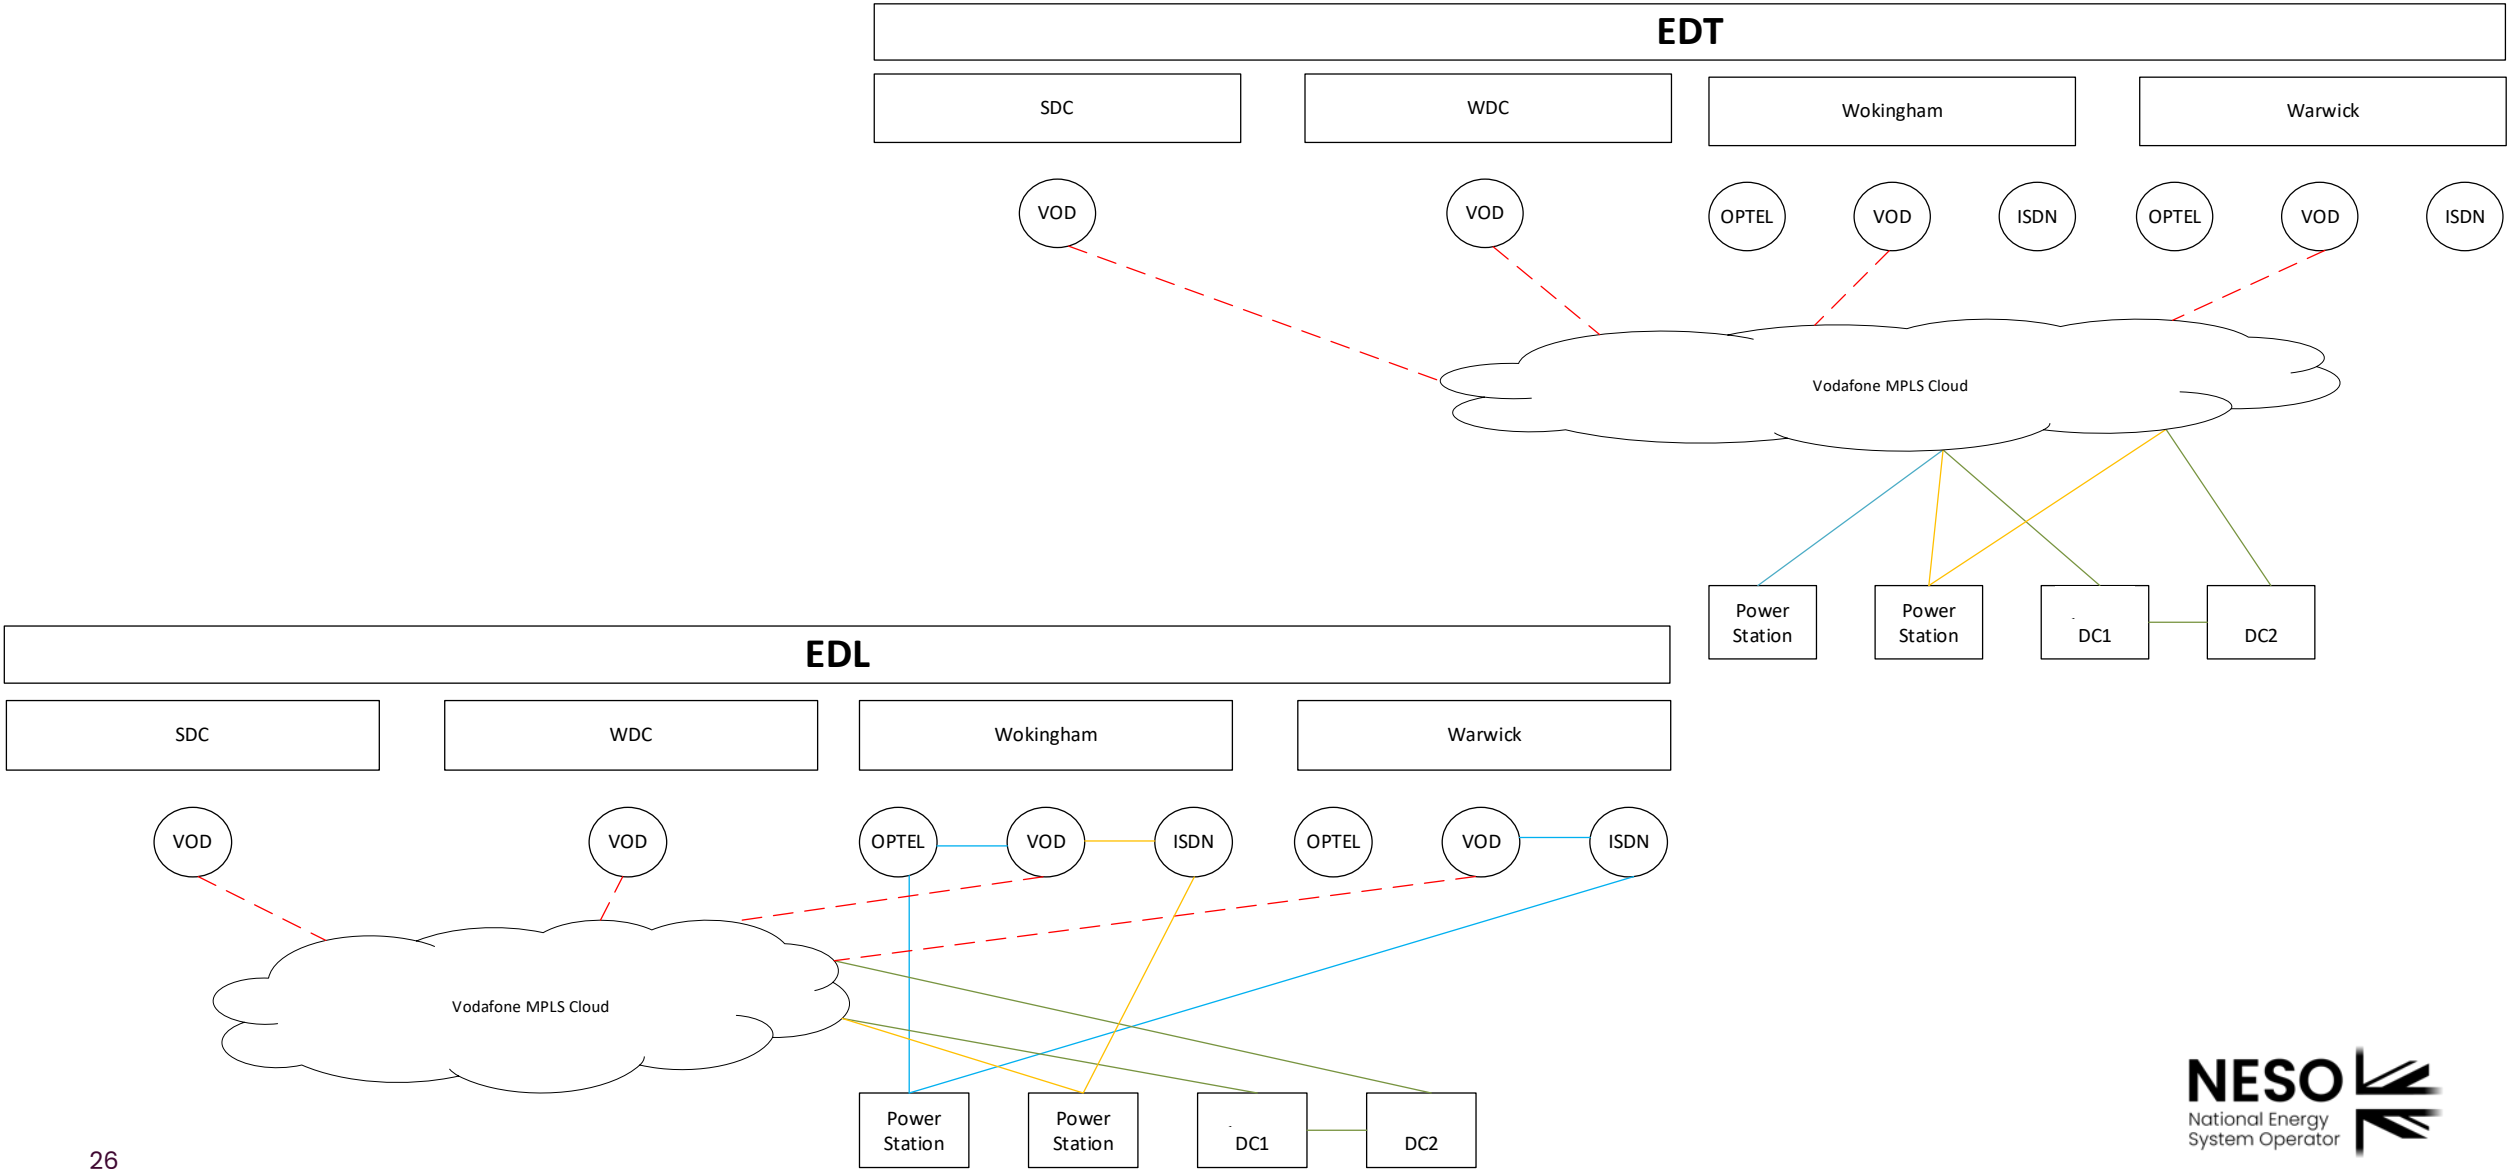 EDT
SDC
WDC
Wokingham
Warwick
VOD
VOD
OPTEL
VOD
ISDN
OPTEL
VOD
ISDN
Vodafone MPLS Cloud
Power
Station
Power
Station
DC1
DC2
EDL
SDC
WDC
Wokingham
Warwick
VOD
VOD
OPTEL
VOD
ISDN
OPTEL
VOD
ISDN
Vodafone MPLS Cloud
Power
Station
Power
Station
DC1
DC2
NESO
National Energy
System Operator
26